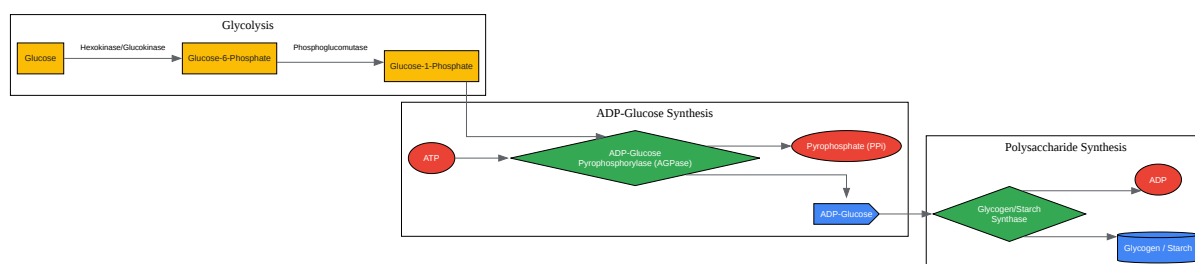 Glycolysis
Glucose
Hexokinase/Glucokinase
Glucose-6-Phosphate
Phosphoglucomutase
Glucose-1-Phosphate
ADP-Glucose Synthesis
ATP
ADP-Glucose
Pyrophosphorylase (AGPase)
Pyrophosphate (PPi)
ADP-Glucose
Polysaccharide Synthesis
Glycogen/Starch
Synthase
ADP
Glycogen / Starch